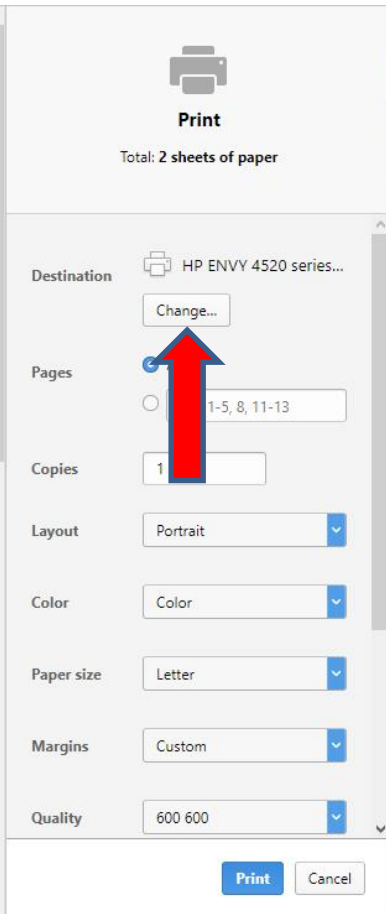 Print
Total: 2 sheets of paper
Destination
HP ENVY 4520 series...
Change...
Pages
1-5, 8, 11-13
Copies
1
Layout
Portrait
Color
Color
Paper size
Letter
Margins
Custom
Quality
600 600
Print
Cancel